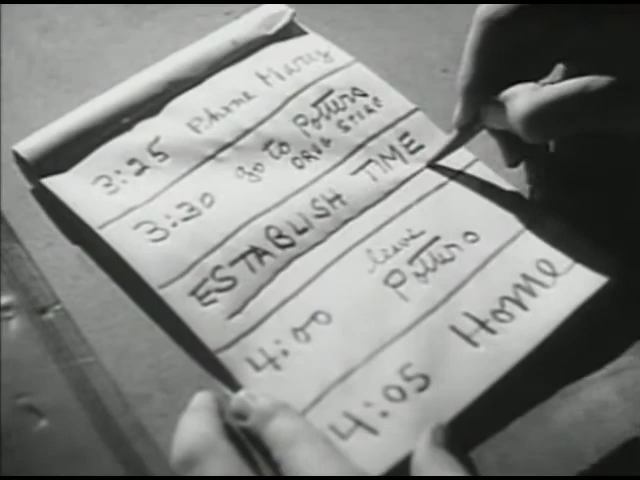 3:25 Phone Mary
3:30 go to Potters
DRUG STORE
ESTABLISH TIME
4:00 leave
Potters
4:05 Home